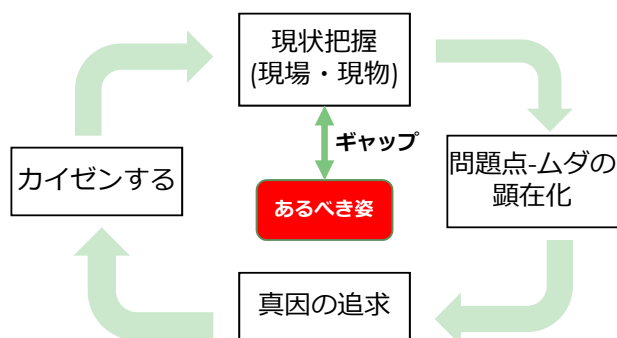 現状把握
(現場・現物)
ギャップ
カイゼンする
問題点-ムダの
顕在化
あるべき姿
真因の追求